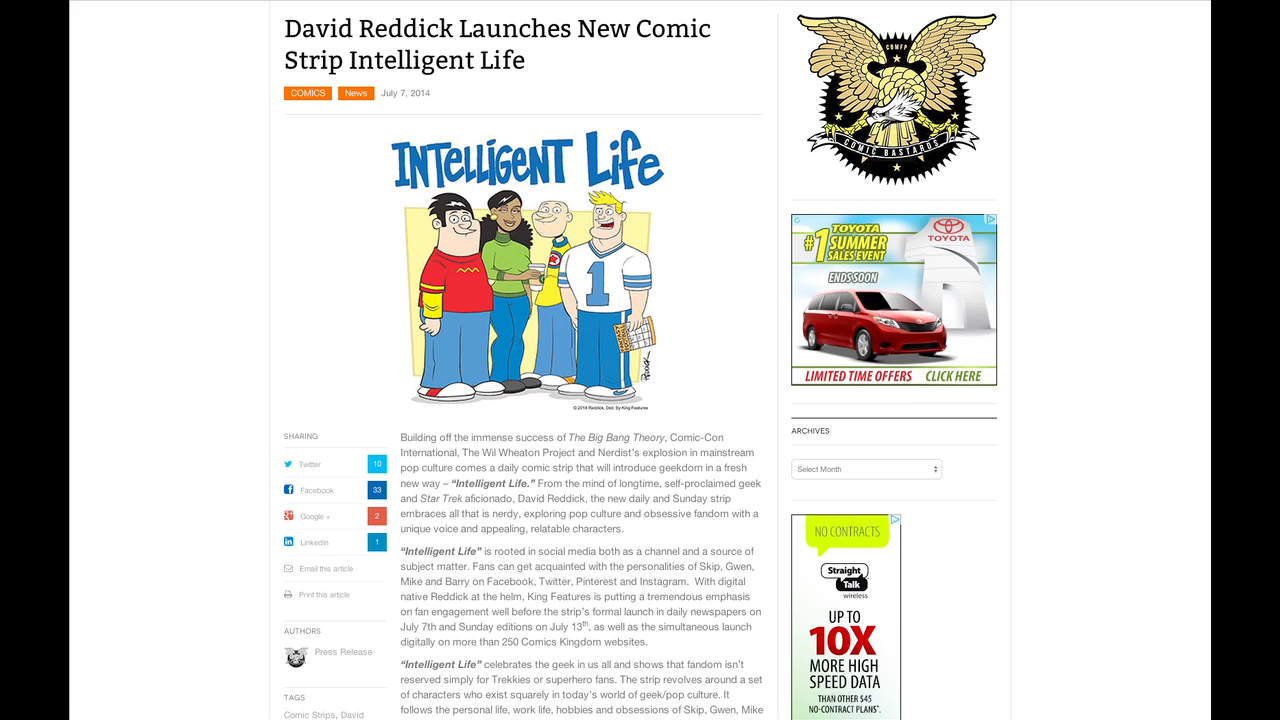 David Reddick Launches New Comic
Strip Intelligent Life
COMICS News July 7, 2014
INTELLIGENT LIFE
1
REDDICK
©2014 Reddick, Dist. By King Features
SHARING
Twitter 10
Facebook 33
Google + 2
Linkedin 1
Email this article
Print this article
AUTHORS
Press Release
TAGS
Comic Strips, David
Building off the immense success of The Big Bang Theory, Comic-Con
International, The Wil Wheaton Project and Nerdist's explosion in mainstream
pop culture comes a daily comic strip that will introduce geekdom in a fresh
new way – “Intelligent Life.” From the mind of longtime, self-proclaimed geek
and Star Trek aficionado, David Reddick, the new daily and Sunday strip
embraces all that is nerdy, exploring pop culture and obsessive fandom with a
unique voice and appealing, relatable characters.
“Intelligent Life” is rooted in social media both as a channel and a source of
subject matter. Fans can get acquainted with the personalities of Skip, Gwen,
Mike and Barry on Facebook, Twitter, Pinterest and Instagram. With digital
native Reddick at the helm, King Features is putting a tremendous emphasis
on fan engagement well before the strip's formal launch in daily newspapers on
July 7th and Sunday editions on July 13th, as well as the simultaneous launch
digitally on more than 250 Comics Kingdom websites.
“Intelligent Life” celebrates the geek in us all and shows that fandom isn't
reserved simply for Trekkies or superhero fans. The strip revolves around a set
of characters who exist squarely in today's world of geek/pop culture. It
follows the personal life, work life, hobbies and obsessions of Skip, Gwen, Mike
CBMFP
COMIC BASTARDS
TOYOTA
#1 SUMMER
SALES EVENT
ENDS SOON
TOYOTA
LIMITED TIME OFFERS CLICK HERE
ARCHIVES
Select Month
NO CONTRACTS
Straight
Talk
wireless
UP TO
10X
MORE HIGH
SPEED DATA
THAN OTHER $45
NO-CONTRACT PLANS*.